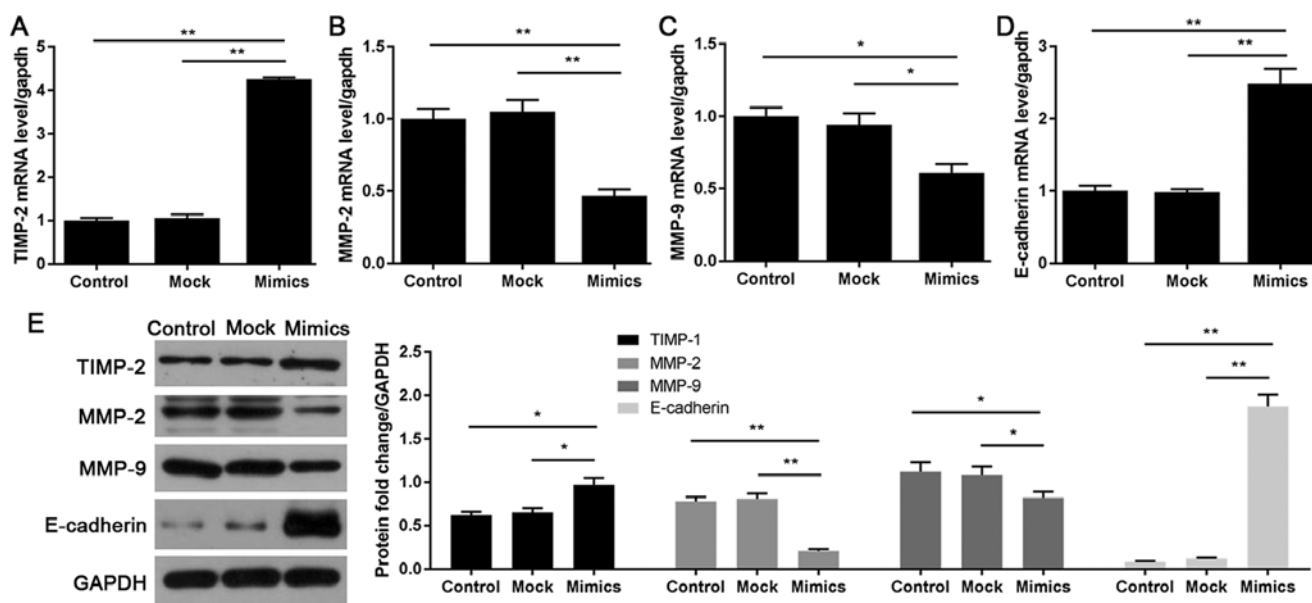 A
TIMP-2 mRNA level/gapdh
5
4
3
2
1
0
**
**
Control Mock Mimics
B
MMP-2 mRNA level/gapdh
1.5
1.0
0.5
0.0
**
**
Control Mock Mimics
C
MMP-9 mRNA level/gapdh
1.5
1.0
0.5
0.0
*
*
Control Mock Mimics
D
E-cadherin mRNA leve/gapdh
3
2
1
0
**
**
Control Mock Mimics
E
Control Mock Mimics
TIMP-2
MMP-2
MMP-9
E-cadherin
GAPDH
Protein fold change/GAPDH
2.5
2.0
1.5
1.0
0.5
0.0
TIMP-1
MMP-2
MMP-9
E-cadherin
*
*
**
**
*
*
**
**
Control Mock Mimics Control Mock Mimics Control Mock Mimics Control Mock Mimics